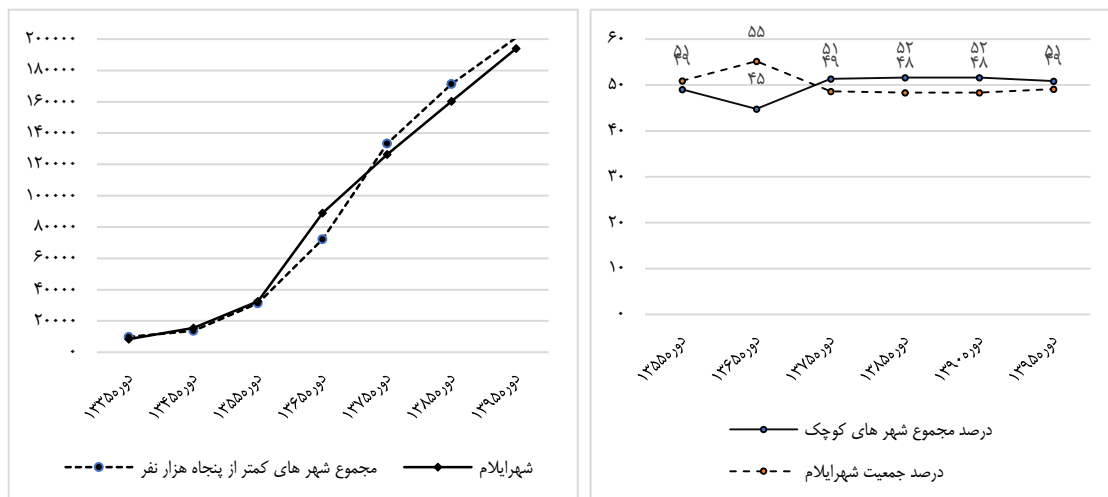 ۲۰۰۰۰۰
۱۸۰۰۰۰
۱۶۰۰۰۰
۱۴۰۰۰۰
۱۲۰۰۰۰
۱۰۰۰۰۰
۸۰۰۰۰
۶۰۰۰۰
۴۰۰۰۰
۲۰۰۰۰
۰
دوره۱۳۳۵
دوره۱۳۴۵
دوره۱۳۵۵
دوره۱۳۶۵
دوره۱۳۷۵
دوره۱۳۸۵
دوره۱۳۹۵
شهرایلام
مجموع شهر های کمتر از پنجاه هزار نفر
۶۰
۵۰
۴۰
۳۰
۲۰
۱۰
۰
۵۱
۴۹
۵۵
۴۵
۵۱
۴۹
۵۲
۴۸
۵۲
۴۸
۵۱
۴۹
دوره۱۳۵۵
دوره۱۳۶۵
دوره۱۳۷۵
دوره۱۳۸۵
دوره۱۳۹۰
دوره۱۳۹۵
درصد مجموع شهر های کوچک
درصد جمعیت شهرایلام